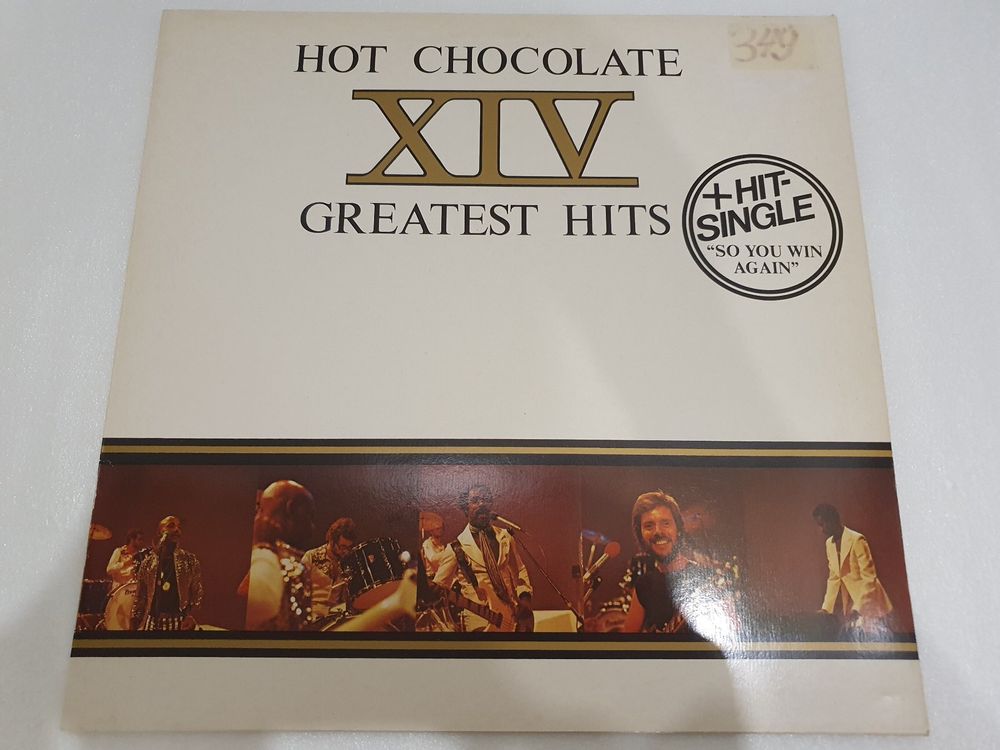 349
HOT CHOCOLATE
XIV
GREATEST HITS
+ HIT-
SINGLE
"SO YOU WIN
AGAIN"